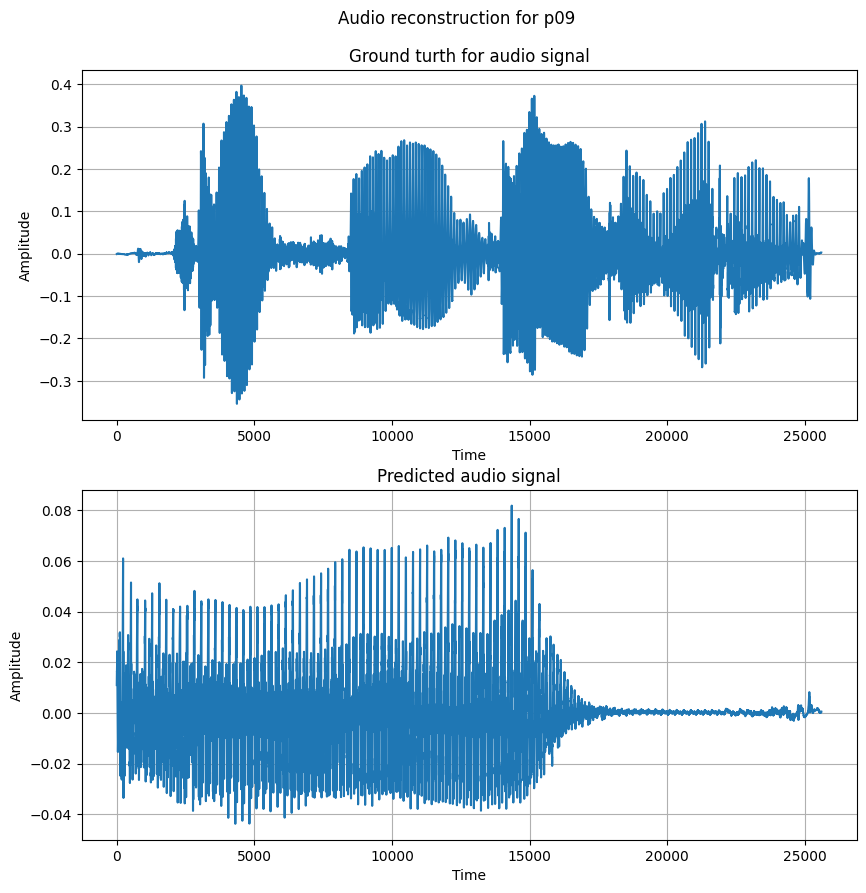 Audio reconstruction for p09
Ground turth for audio signal
0.4
0.3
0.2
0.1
0.0
−0.1
−0.2
−0.3
Amplitude
0 5000 10000 15000 20000 25000
Time
Predicted audio signal
0.08
0.06
0.04
0.02
0.00
−0.02
−0.04
Amplitude
0 5000 10000 15000 20000 25000
Time